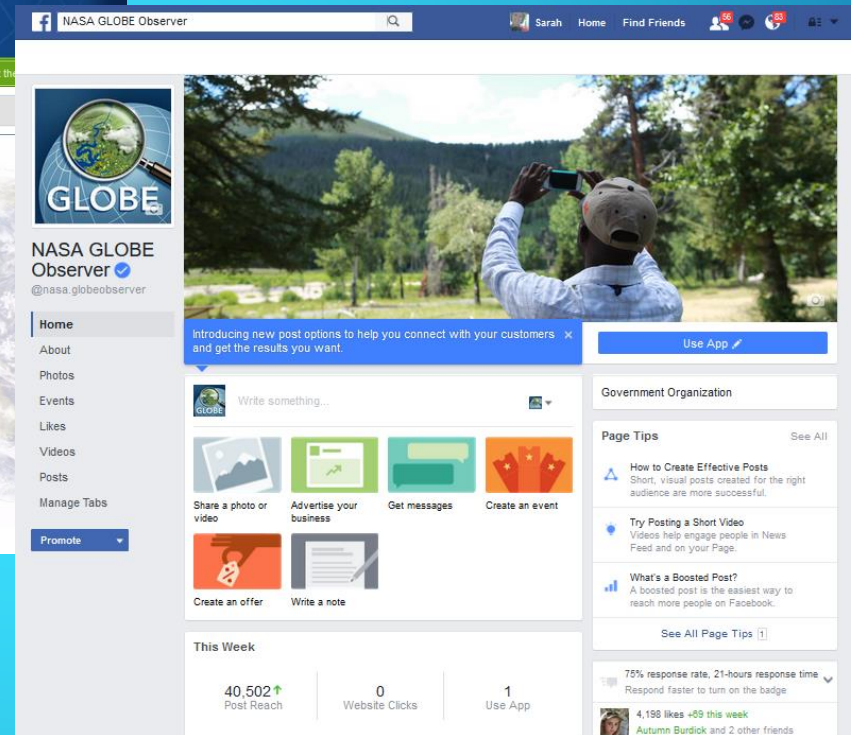 t the
NASA GLOBE Observer
Sarah Home Find Friends 56 83
GLOBE
NASA GLOBE
Observer
@nasa.globeobserver
Home
About
Photos
Events
Likes
Videos
Posts
Manage Tabs
Promote
Introducing new post options to help you connect with your customers ×
and get the results you want.
Use App
GLOBE
Write something...
Share a photo or
video
Advertise your
business
Get messages
Create an event
Create an offer
Write a note
This Week
40,502
Post Reach
0
Website Clicks
1
Use App
Government Organization
Page Tips See All
How to Create Effective Posts
Short, visual posts created for the right
audience are more successful.
Try Posting a Short Video
Videos help engage people in News
Feed and on your Page.
What's a Boosted Post?
A boosted post is the easiest way to
reach more people on Facebook.
See All Page Tips 1
75% response rate, 21-hours response time
Respond faster to turn on the badge
4,198 likes +69 this week
Autumn Burdick and 2 other friends